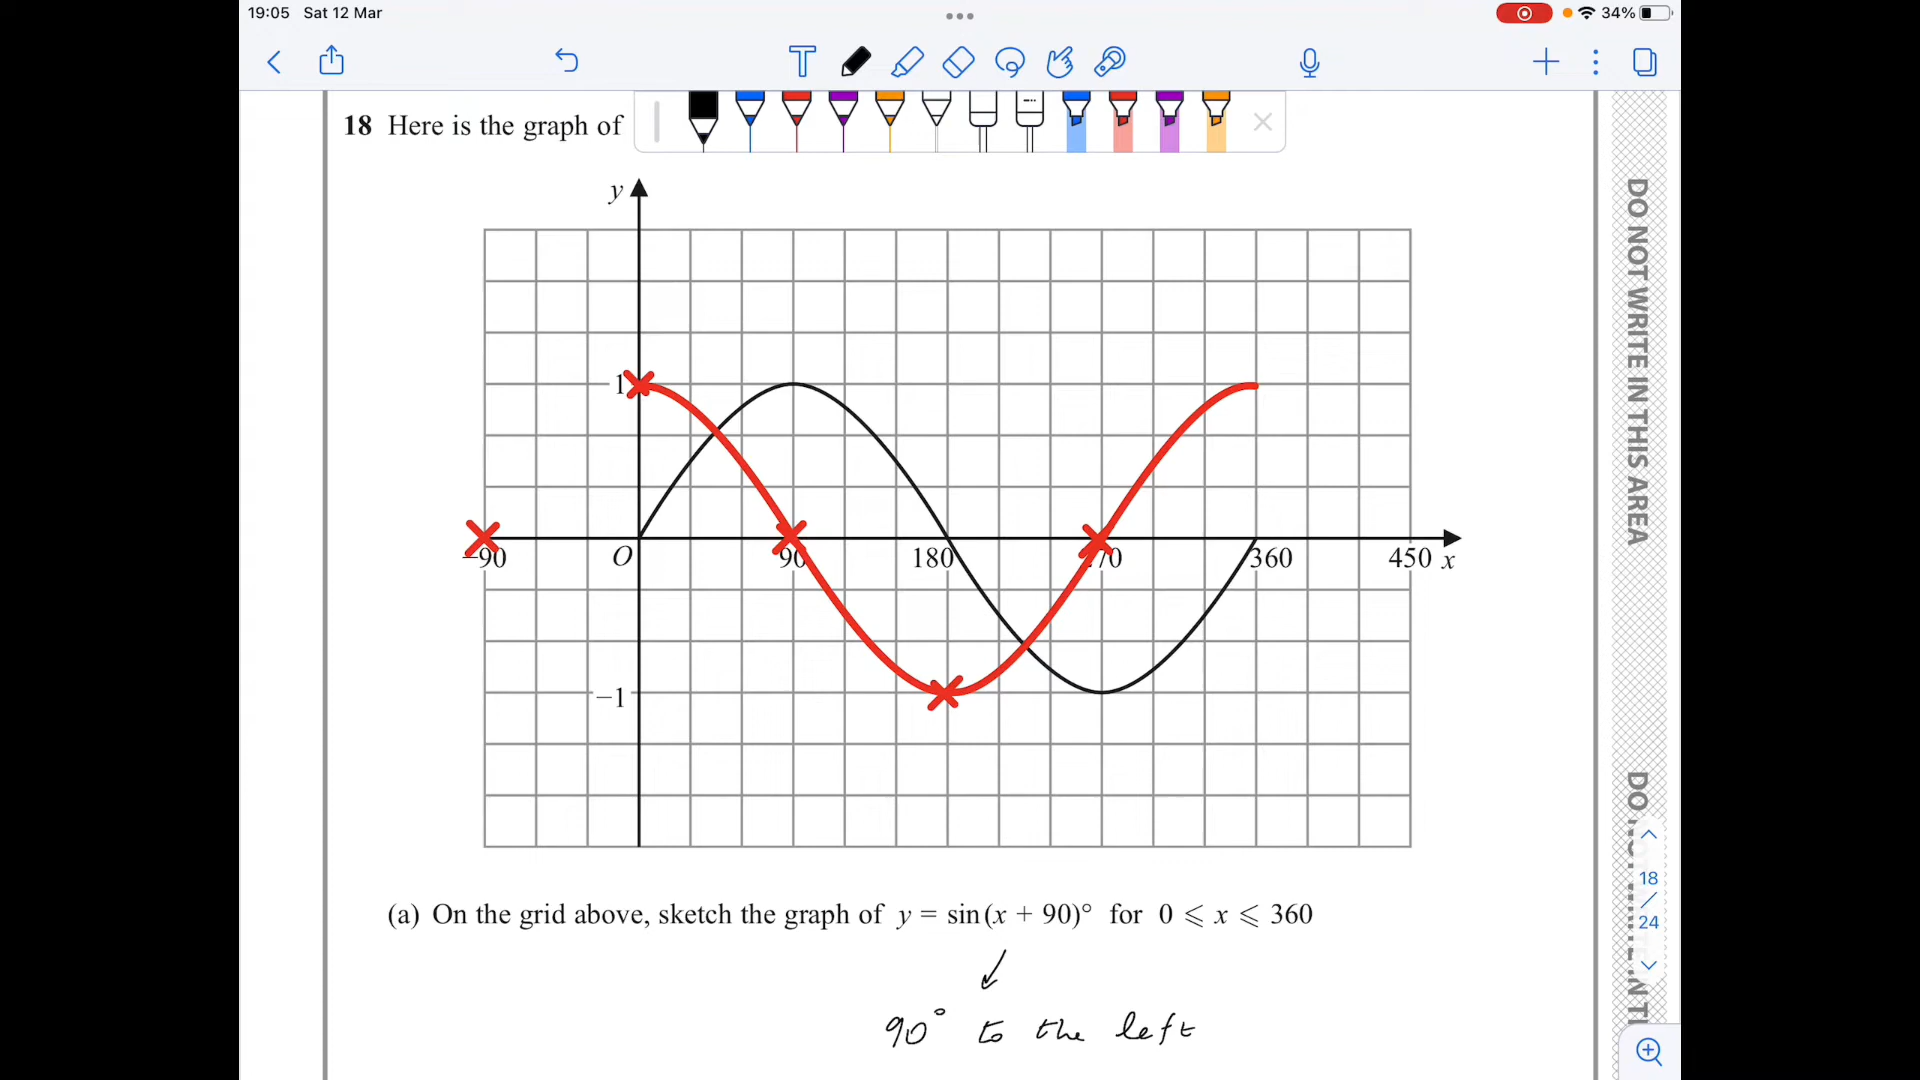 19:05 Sat 12 Mar
34%
18 Here is the graph of
y
1
−90 O 90 180 270 360 450 x
−1
(a) On the grid above, sketch the graph of y = sin (x + 90)° for 0 ⩽ x ⩽ 360
90° to the left
DO NOT WRITE IN THIS AREA
18
/
24